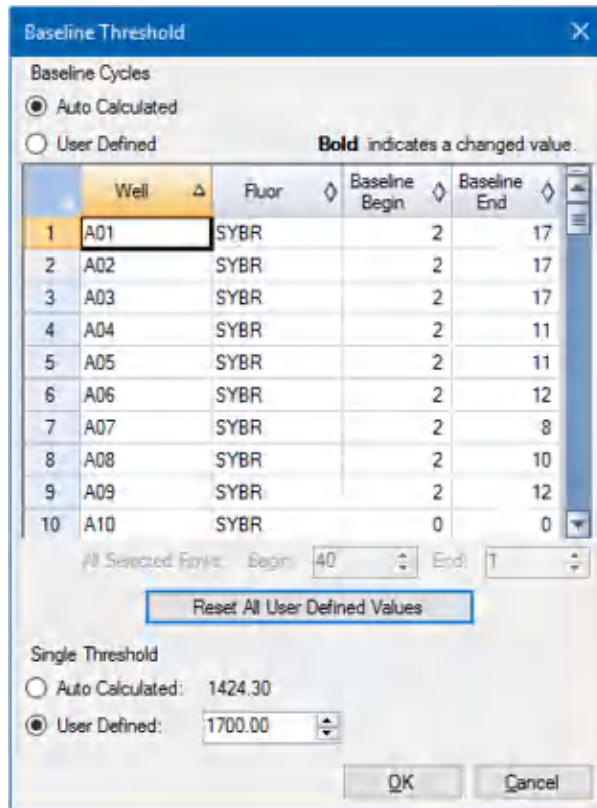 Baseline Threshold
Baseline Cycles
Auto Calculated
User Defined
Bold indicates a changed value.
Well Fluor Baseline Begin Baseline End
1 A01 SYBR 2 17
2 A02 SYBR 2 17
3 A03 SYBR 2 17
4 A04 SYBR 2 11
5 A05 SYBR 2 11
6 A06 SYBR 2 12
7 A07 SYBR 2 8
8 A08 SYBR 2 10
9 A09 SYBR 2 12
10 A10 SYBR 0 0
All Selected Rows: Begin: 40 End: 1
Reset All User Defined Values
Single Threshold
Auto Calculated: 1424.30
User Defined: 1700.00
OK Cancel